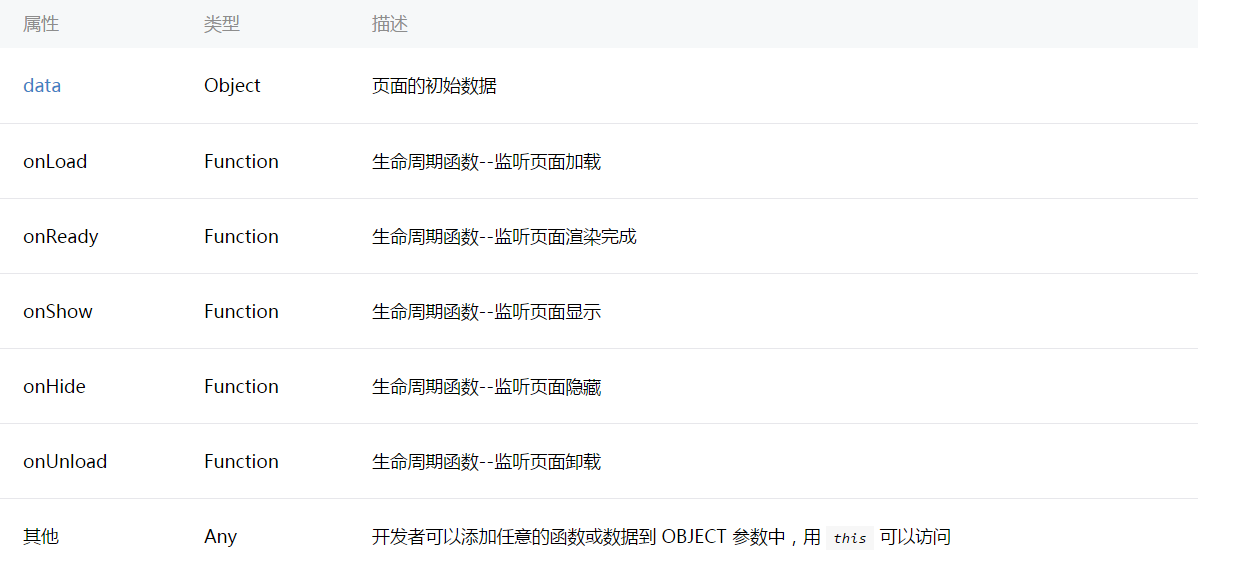 属性 类型 描述
data Object 页面的初始数据
onLoad Function 生命周期函数--监听页面加载
onReady Function 生命周期函数--监听页面渲染完成
onShow Function 生命周期函数--监听页面显示
onHide Function 生命周期函数--监听页面隐藏
onUnload Function 生命周期函数--监听页面卸载
其他 Any 开发者可以添加任意的函数或数据到 OBJECT 参数中，用 this 可以访问